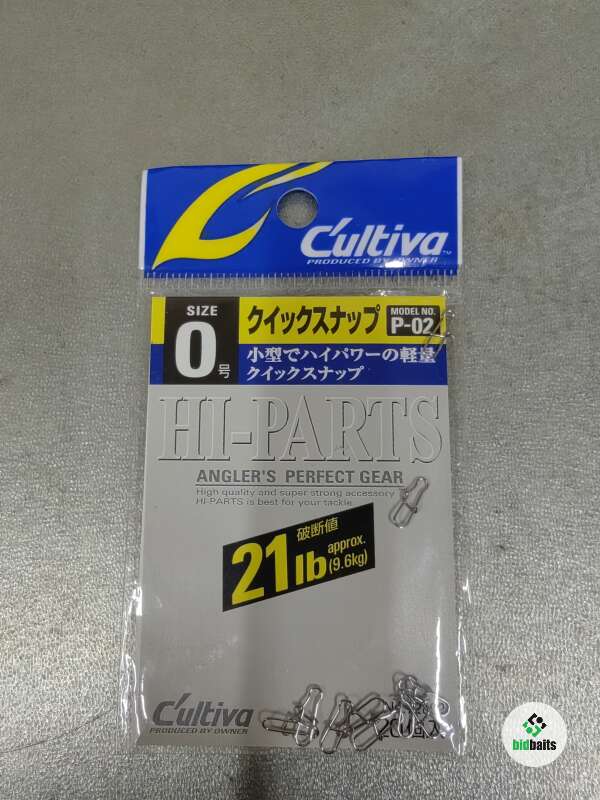 C'ultiva™
PRODUCED BY OWNER
SIZE
0号
クイックスナップ
MODEL NO.
P-02
小型でハイパワーの軽量
クイックスナップ
HI-PARTS
ANGLER'S PERFECT GEAR
High quality and super strong accessory
HI-PARTS is best for your tackle.
破断値
21lb approx.
(9.6kg)
C'ultiva
PRODUCED BY OWNER
bidbaits